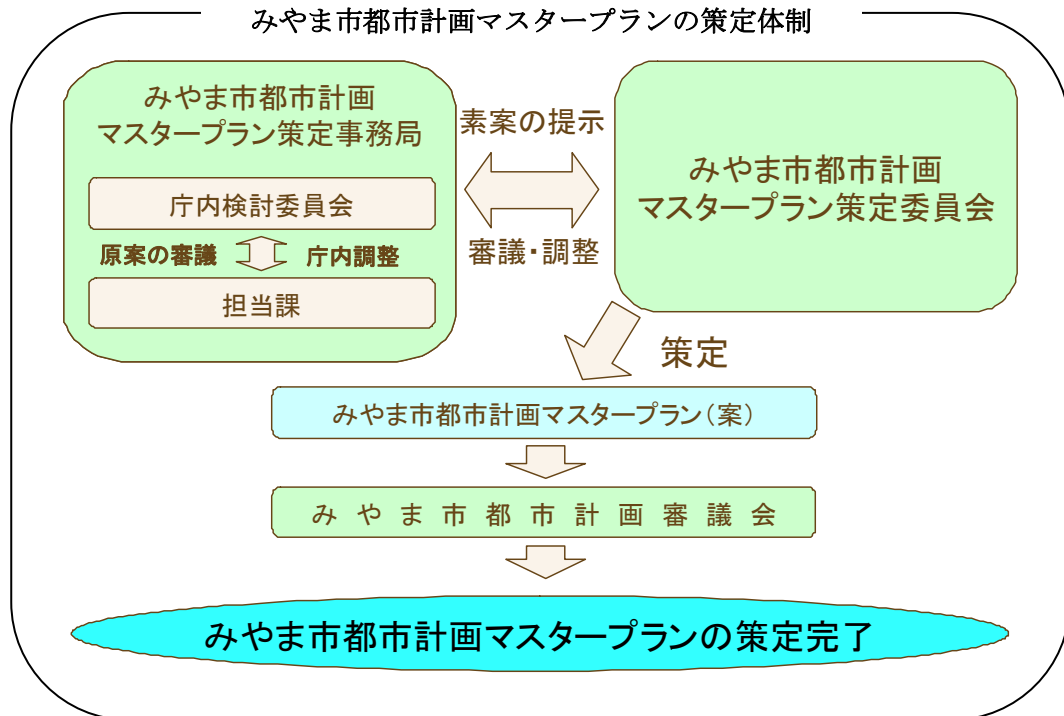 みやま市都市計画マスタープランの策定体制
みやま市都市計画
マスタープラン策定事務局
庁内検討委員会
原案の審議
庁内調整
担当課
素案の提示
審議・調整
みやま市都市計画
マスタープラン策定委員会
策定
みやま市都市計画マスタープラン（案）
みやま市都市計画審議会
みやま市都市計画マスタープランの策定完了